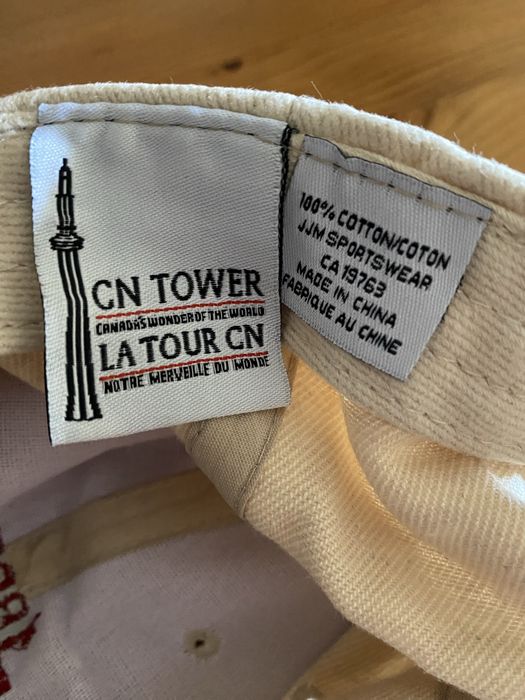 CN TOWER
CANADA'S WONDER OF THE WORLD
LA TOUR CN
NOTRE MERVEILLE DU MONDE
100% COTTON/COTON
JJM SPORTSWEAR
CA 19763
MADE IN CHINA
FABRIQUE AU CHINE